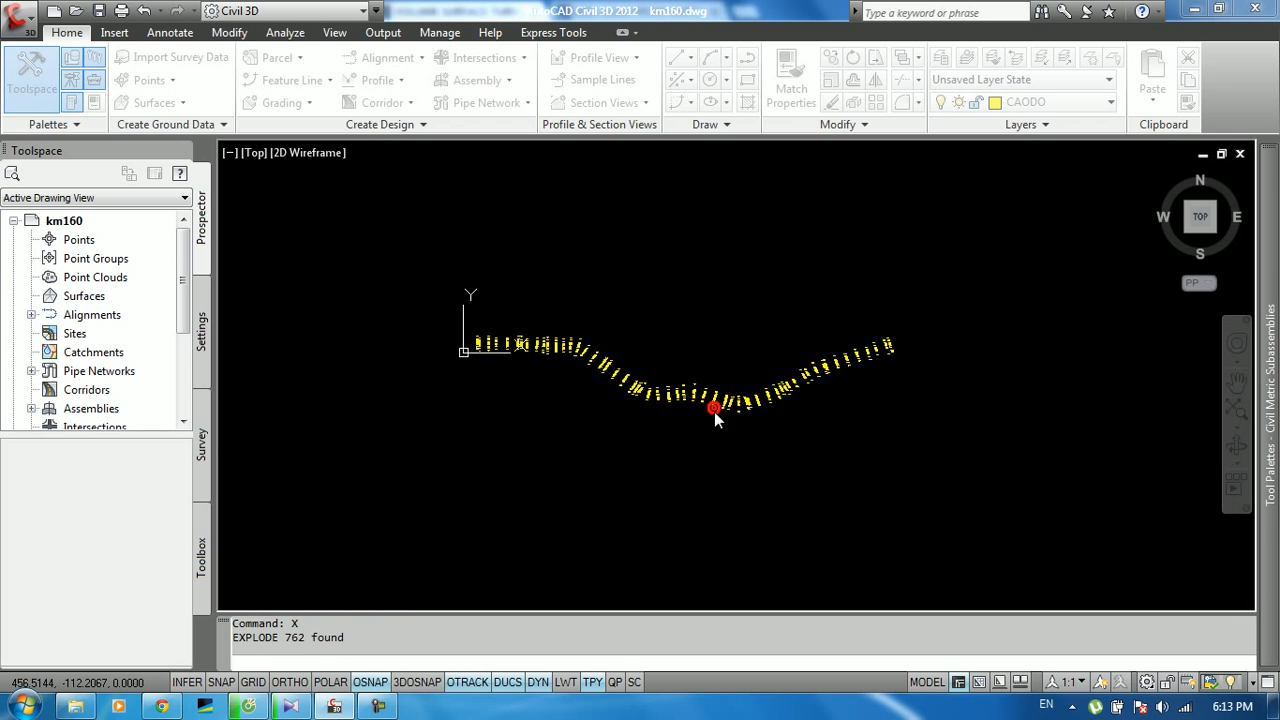 Civil 3D
AutoCAD Civil 3D 2012 km160.dwg
Type a keyword or phrase
3D
Home Insert Annotate Modify Analyze View Output Manage Help Express Tools
Toolspace
Import Survey Data
Points
Surfaces
Parcel
Feature Line
Grading
Alignment
Profile
Corridor
Intersections
Assembly
Pipe Network
Profile View
Sample Lines
Section Views
Match Properties
Unsaved Layer State
CAODO
Paste
Palettes Create Ground Data Create Design Profile & Section Views Draw Modify Layers Clipboard
Toolspace
Active Drawing View
km160
Points
Point Groups
Point Clouds
Surfaces
Alignments
Sites
Catchments
Pipe Networks
Corridors
Assemblies
Intersections
Prospector
Settings
Survey
Toolbox
[−] [Top] [2D Wireframe]
Y
N
W TOP E
S
PP
Tool Palettes - Civil Metric Subassemblies
Command: X
EXPLODE 762 found
456.5144, -112.2067, 0.0000
INFER SNAP GRID ORTHO POLAR OSNAP 3DOSNAP OTRACK DUCS DYN LWT TPY QP SC
MODEL
1:1
EN
6:13 PM